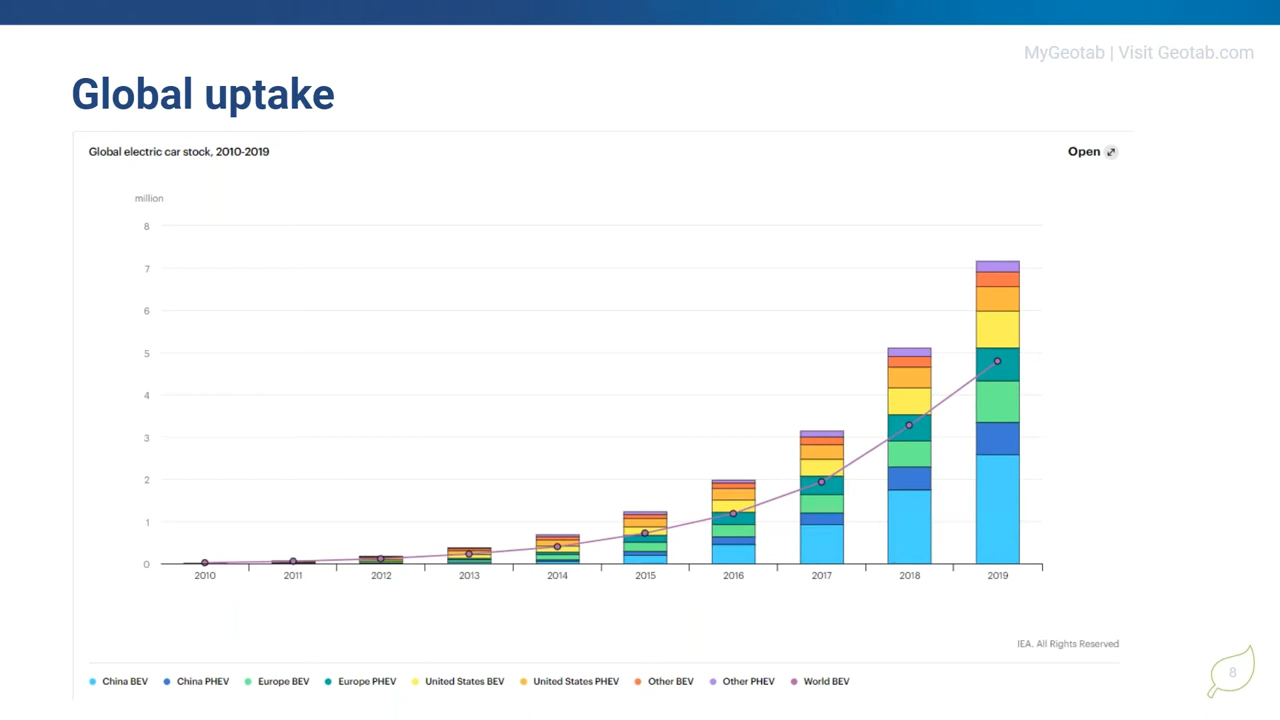 MyGeotab | Visit Geotab.com
Global uptake
Global electric car stock, 2010-2019
Open
million
8
7
6
5
4
3
2
1
0
2010 2011 2012 2013 2014 2015 2016 2017 2018 2019
IEA. All Rights Reserved
China BEV China PHEV Europe BEV Europe PHEV United States BEV United States PHEV Other BEV Other PHEV World BEV
8